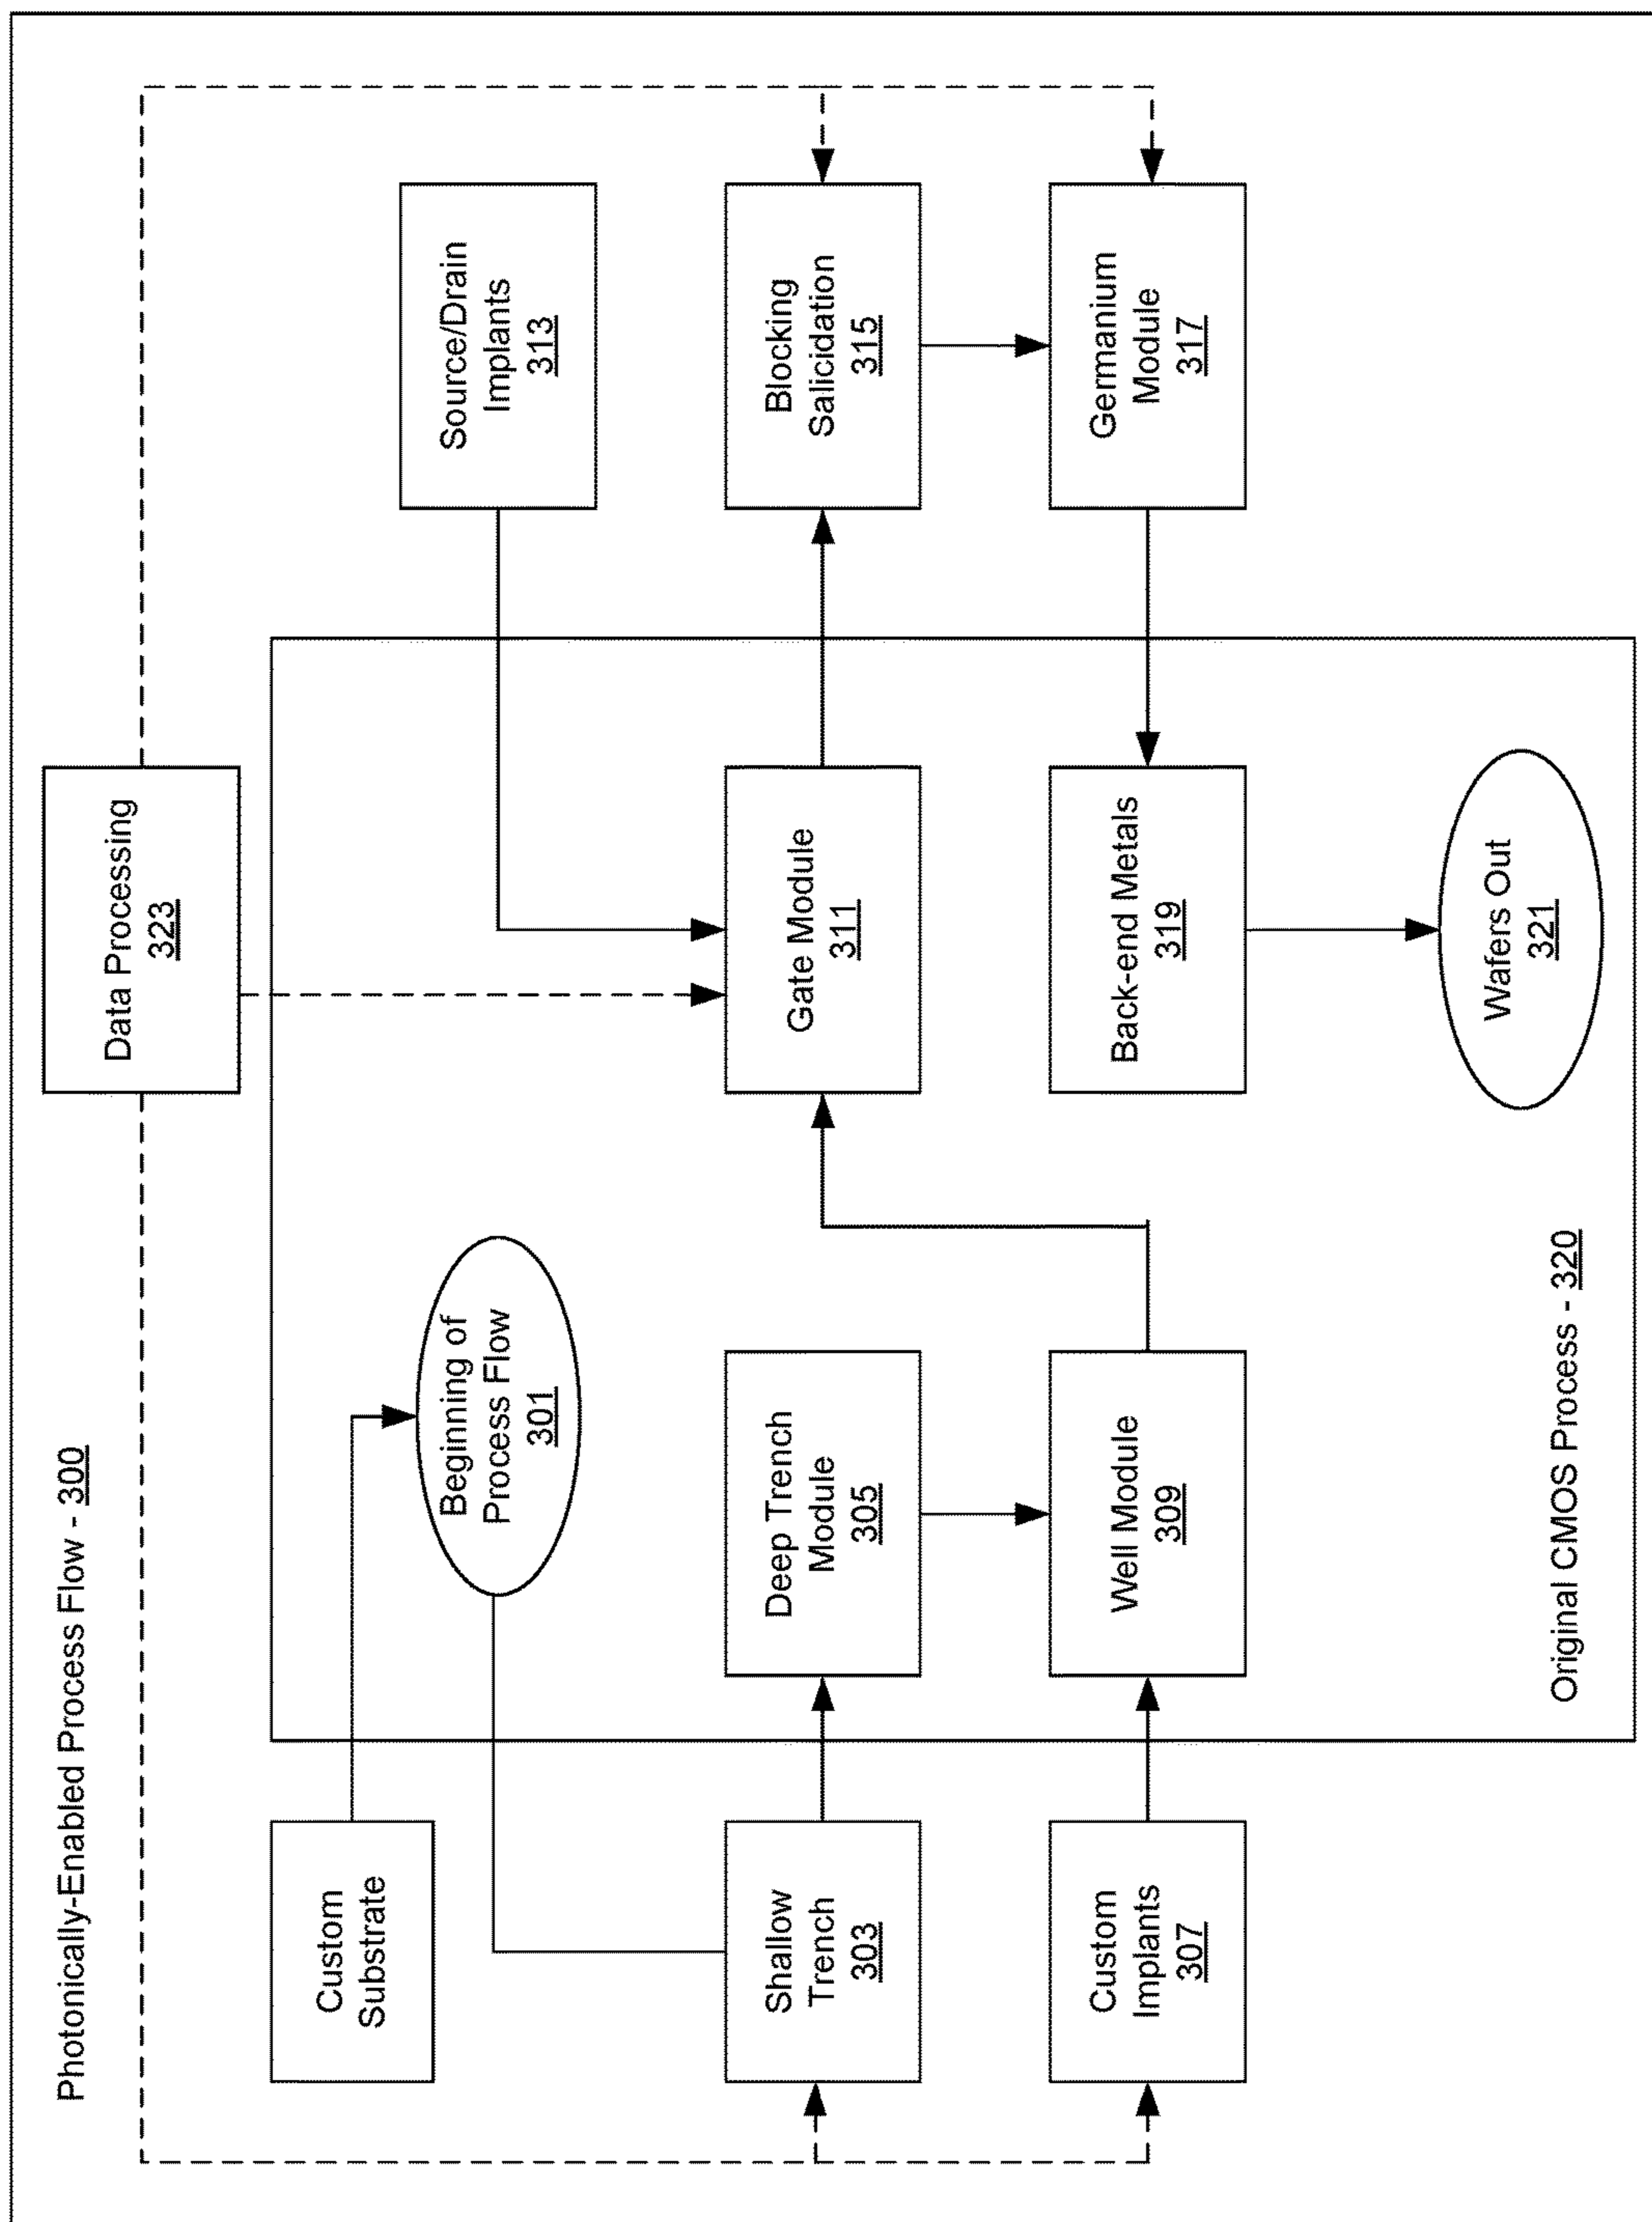 Photonically-Enabled Process Flow - 300
Data Processing
323
Custom
Substrate
Beginning of
Process Flow
301
Source/Drain
Implants
313
Shallow
Trench
303
Deep Trench
Module
305
Gate Module
311
Blocking
Salicidation
315
Custom
Implants
307
Well Module
309
Back-end Metals
319
Germanium
Module
317
Wafers Out
321
Original CMOS Process - 320